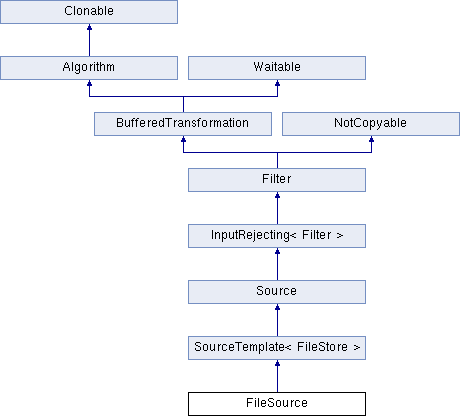 Clonable
Algorithm
Waitable
BufferedTransformation
NotCopyable
Filter
InputRejecting< Filter >
Source
SourceTemplate< FileStore >
FileSource